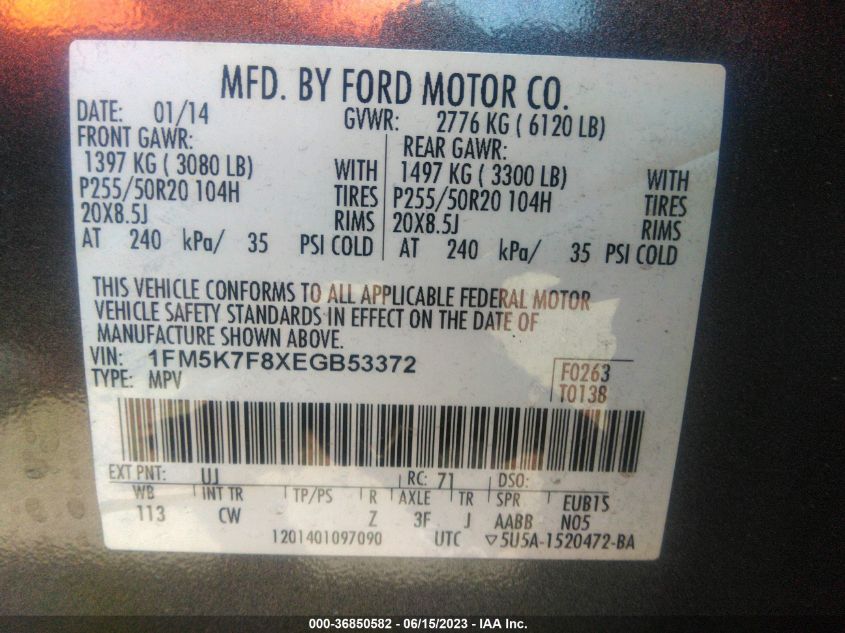 MFD. BY FORD MOTOR CO.
DATE: 01/14 GVWR: 2776 KG ( 6120 LB)
FRONT GAWR: REAR GAWR:
1397 KG ( 3080 LB) WITH 1497 KG ( 3300 LB) WITH
P255/50R20 104H TIRES P255/50R20 104H TIRES
20X8.5J RIMS 20X8.5J RIMS
AT 240 kPa/ 35 PSI COLD AT 240 kPa/ 35 PSI COLD
THIS VEHICLE CONFORMS TO ALL APPLICABLE FEDERAL MOTOR
VEHICLE SAFETY STANDARDS IN EFFECT ON THE DATE OF
MANUFACTURE SHOWN ABOVE.
VIN: 1FM5K7F8XEGB53372
TYPE: MPV
F0263
T0138
EXT PNT: UJ RC: 71 DSO:
WB INT TR TP/PS R AXLE TR SPR EUB1S
113 CW Z 3F J AABB N05
1201401097090 UTC ▽5U5A-1520472-BA
000-36850582 - 06/15/2023 - IAA Inc.